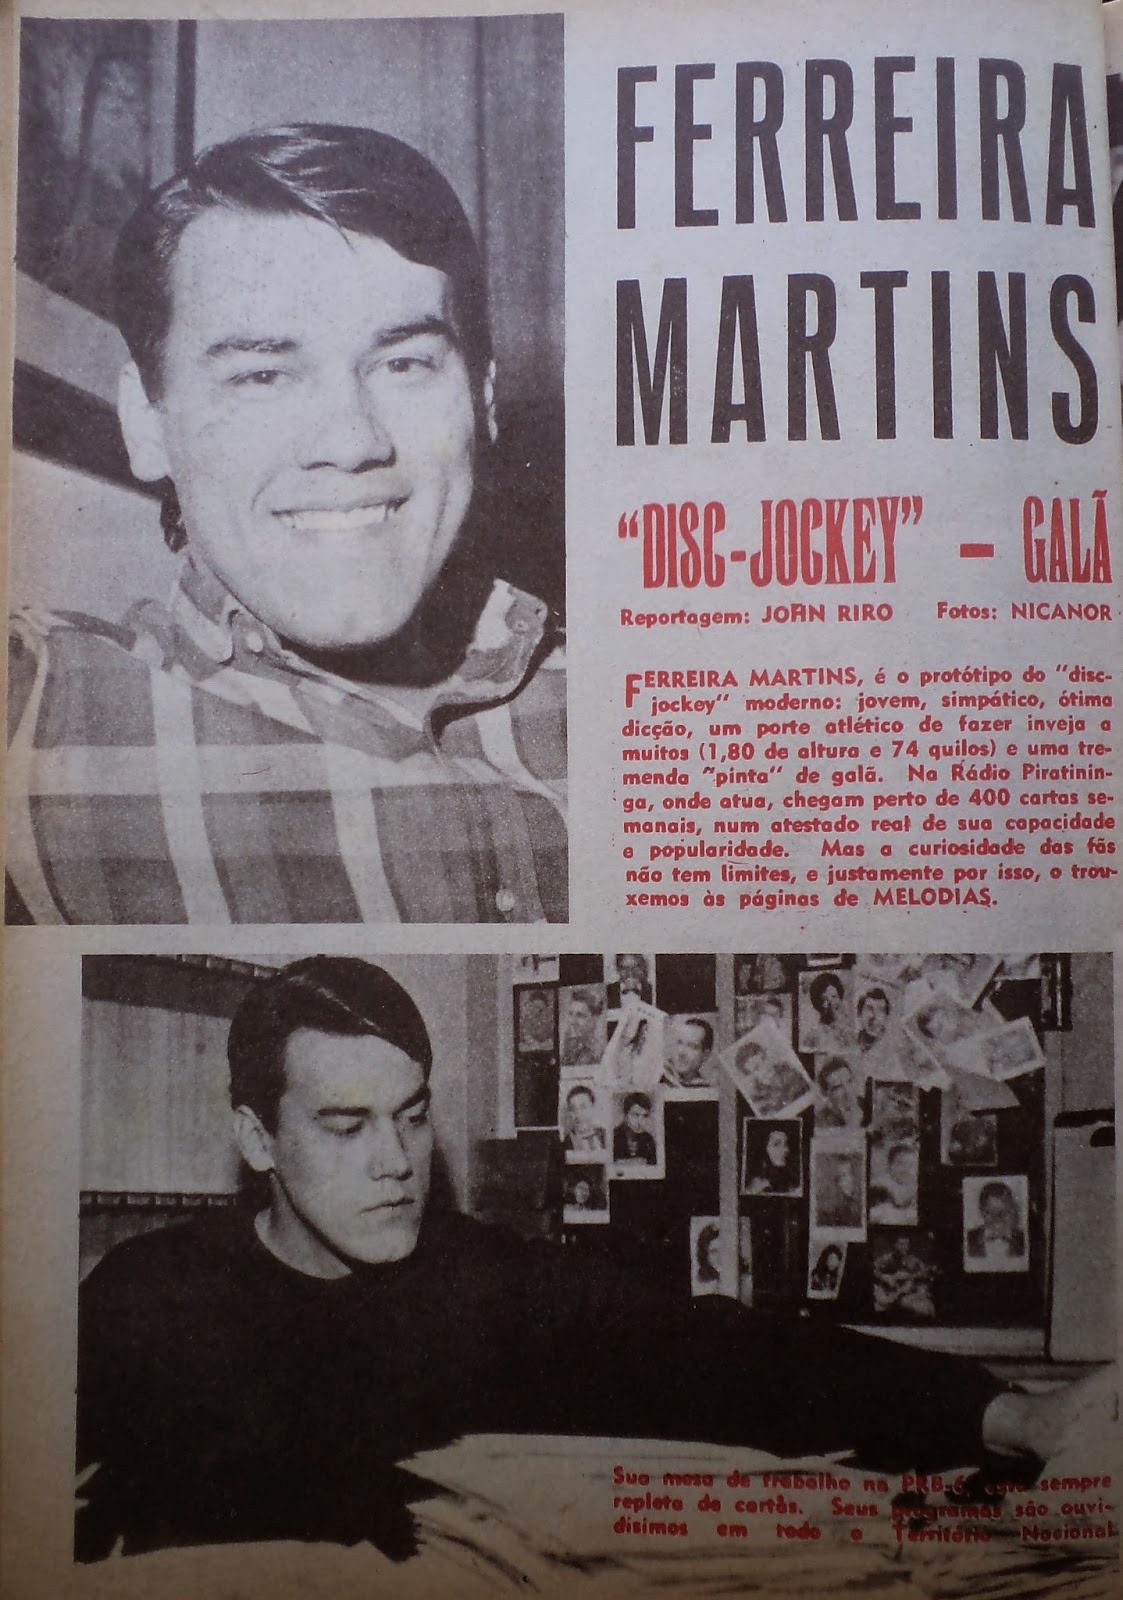 FERREIRA
MARTINS
“DISC-JOCKEY” — GALÃ
Reportagem: JOHN RIRO Fotos: NICANOR
FERREIRA MARTINS, é o protótipo do “disc-
jockey” moderno: jovem, simpático, ótima
dicção, um porte atlético de fazer inveja a
muitos (1,80 de altura e 74 quilos) e uma tre-
menda “pinta” de galã. Na Rádio Piratinin-
ga, onde atua, chegam perto de 400 cartas se-
manais, num atestado real de sua capacidade
e popularidade. Mas a curiosidade das fãs
não tem limites, e justamente por isso, o trou-
xemos às páginas de MELODIAS.
Sua mesa de trabalho na PRB-6, está sempre
repleta de cartâs. Seus programas são ouvi-
disimos em todo o Território Nacional